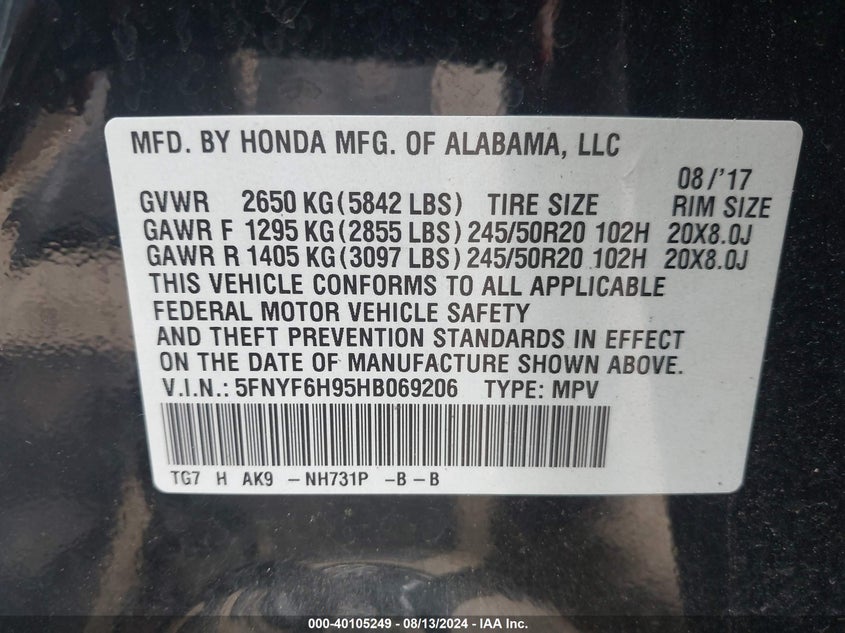 MFD. BY HONDA MFG. OF ALABAMA, LLC
08/'17
GVWR 2650 KG(5842 LBS) TIRE SIZE RIM SIZE
GAWR F 1295 KG(2855 LBS) 245/50R20 102H 20X8.0J
GAWR R 1405 KG(3097 LBS) 245/50R20 102H 20X8.0J
THIS VEHICLE CONFORMS TO ALL APPLICABLE
FEDERAL MOTOR VEHICLE SAFETY
AND THEFT PREVENTION STANDARDS IN EFFECT
ON THE DATE OF MANUFACTURE SHOWN ABOVE.
V.I.N.: 5FNYF6H95HB069206 TYPE: MPV
TG7 H AK9 -NH731P -B-B
000-40105249 - 08/13/2024 - IAA Inc.